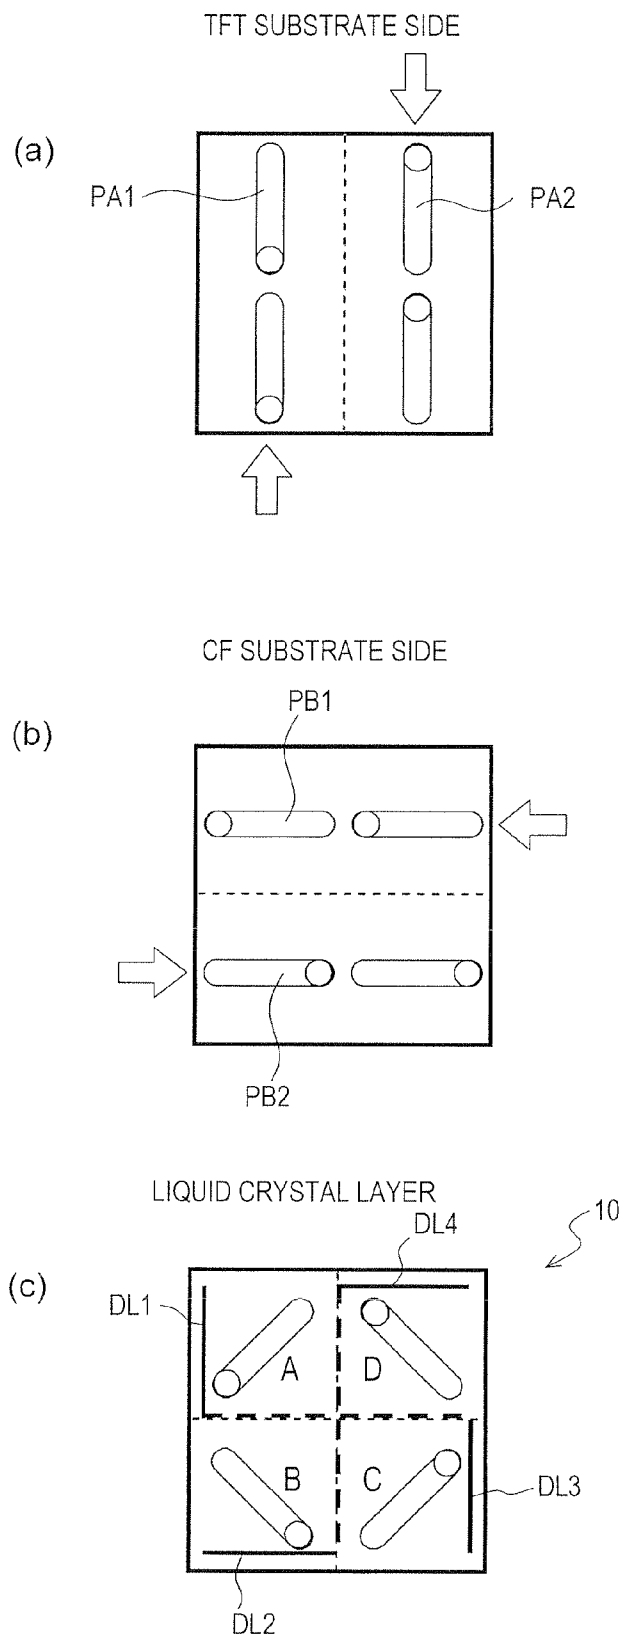 TFT SUBSTRATE SIDE
(a)
PA1
PA2
CF SUBSTRATE SIDE
PB1
(b)
PB2
LIQUID CRYSTAL LAYER
10
DL4
(c)
DL1
A
D
B
C
DL3
DL2